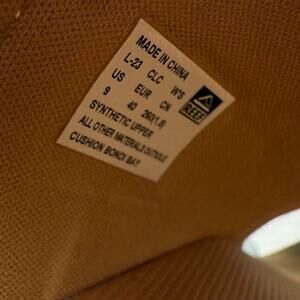 MADE IN CHINA
L-23 CLC W'S
US EUR CN
9 40 260(1.5)
SYNTHETIC UPPER
ALL OTHER MATERIALS OUTSOLE
CUSHION BONDI BAY
REEF